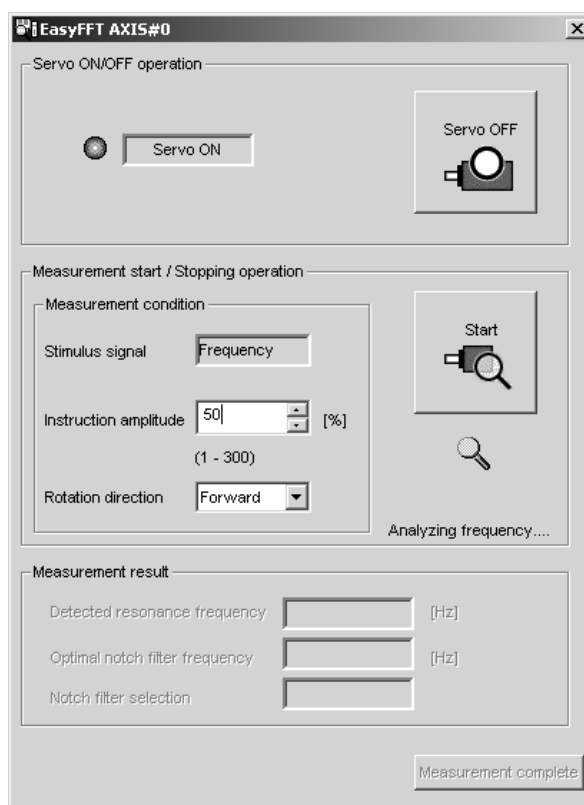 EasyFFT AXIS#0
Servo ON/OFF operation
Servo ON
Servo OFF
Measurement start / Stopping operation
Measurement condition
Stimulus signal
Frequency
Instruction amplitude
50
[%]
(1 - 300)
Rotation direction
Forward
Start
Analyzing frequency....
Measurement result
Detected resonance frequency
[Hz]
Optimal notch filter frequency
[Hz]
Notch filter selection
Measurement complete